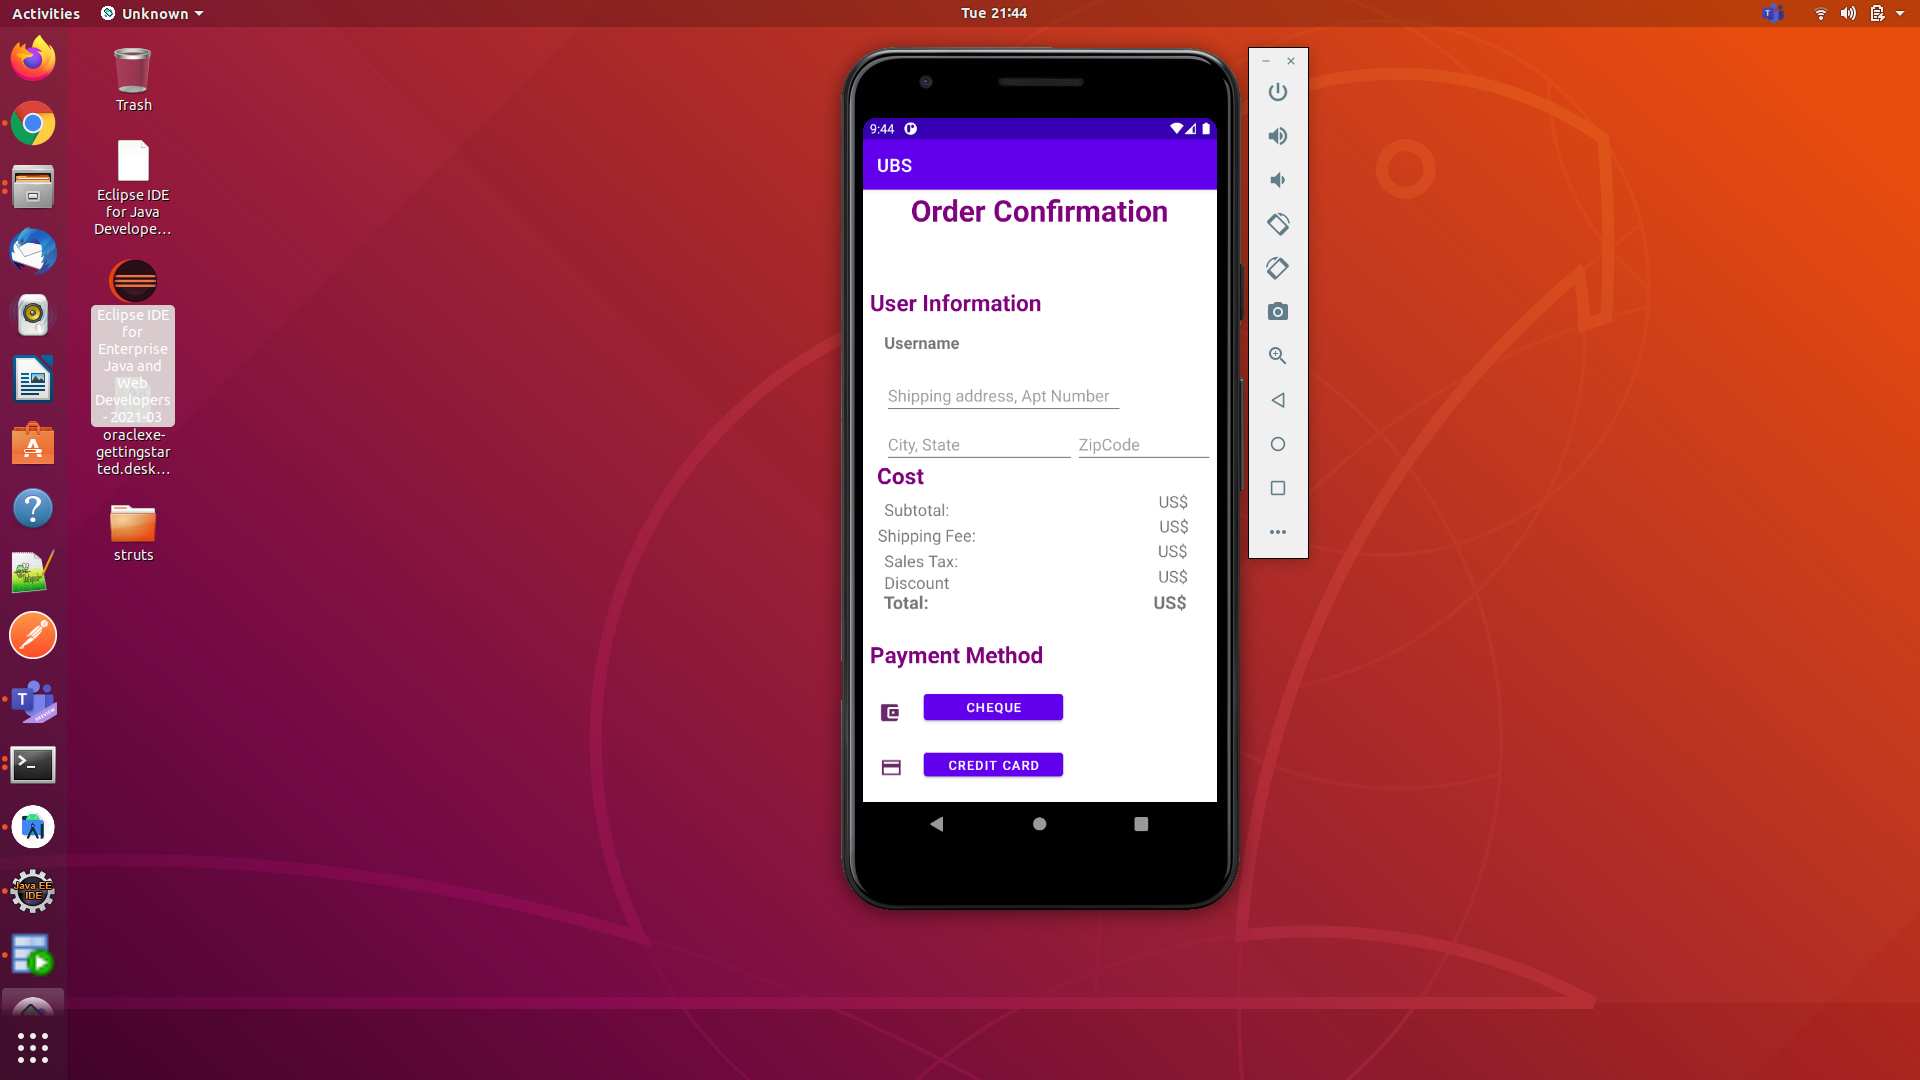 Activities
Unknown
Tue 21:44
Trash
Eclipse IDE
for Java
Develope...
Eclipse IDE
for
Enterprise
Java and
Web
Developers
- 2021-03
oraclexe-
gettingstar
ted.desk...
struts
Java EE
IDE
9:44
UBS
Order Confirmation
User Information
Username
Shipping address, Apt Number
City, State
ZipCode
Cost
Subtotal:
US$
Shipping Fee:
US$
Sales Tax:
US$
Discount
US$
Total:
US$
Payment Method
CHEQUE
CREDIT CARD